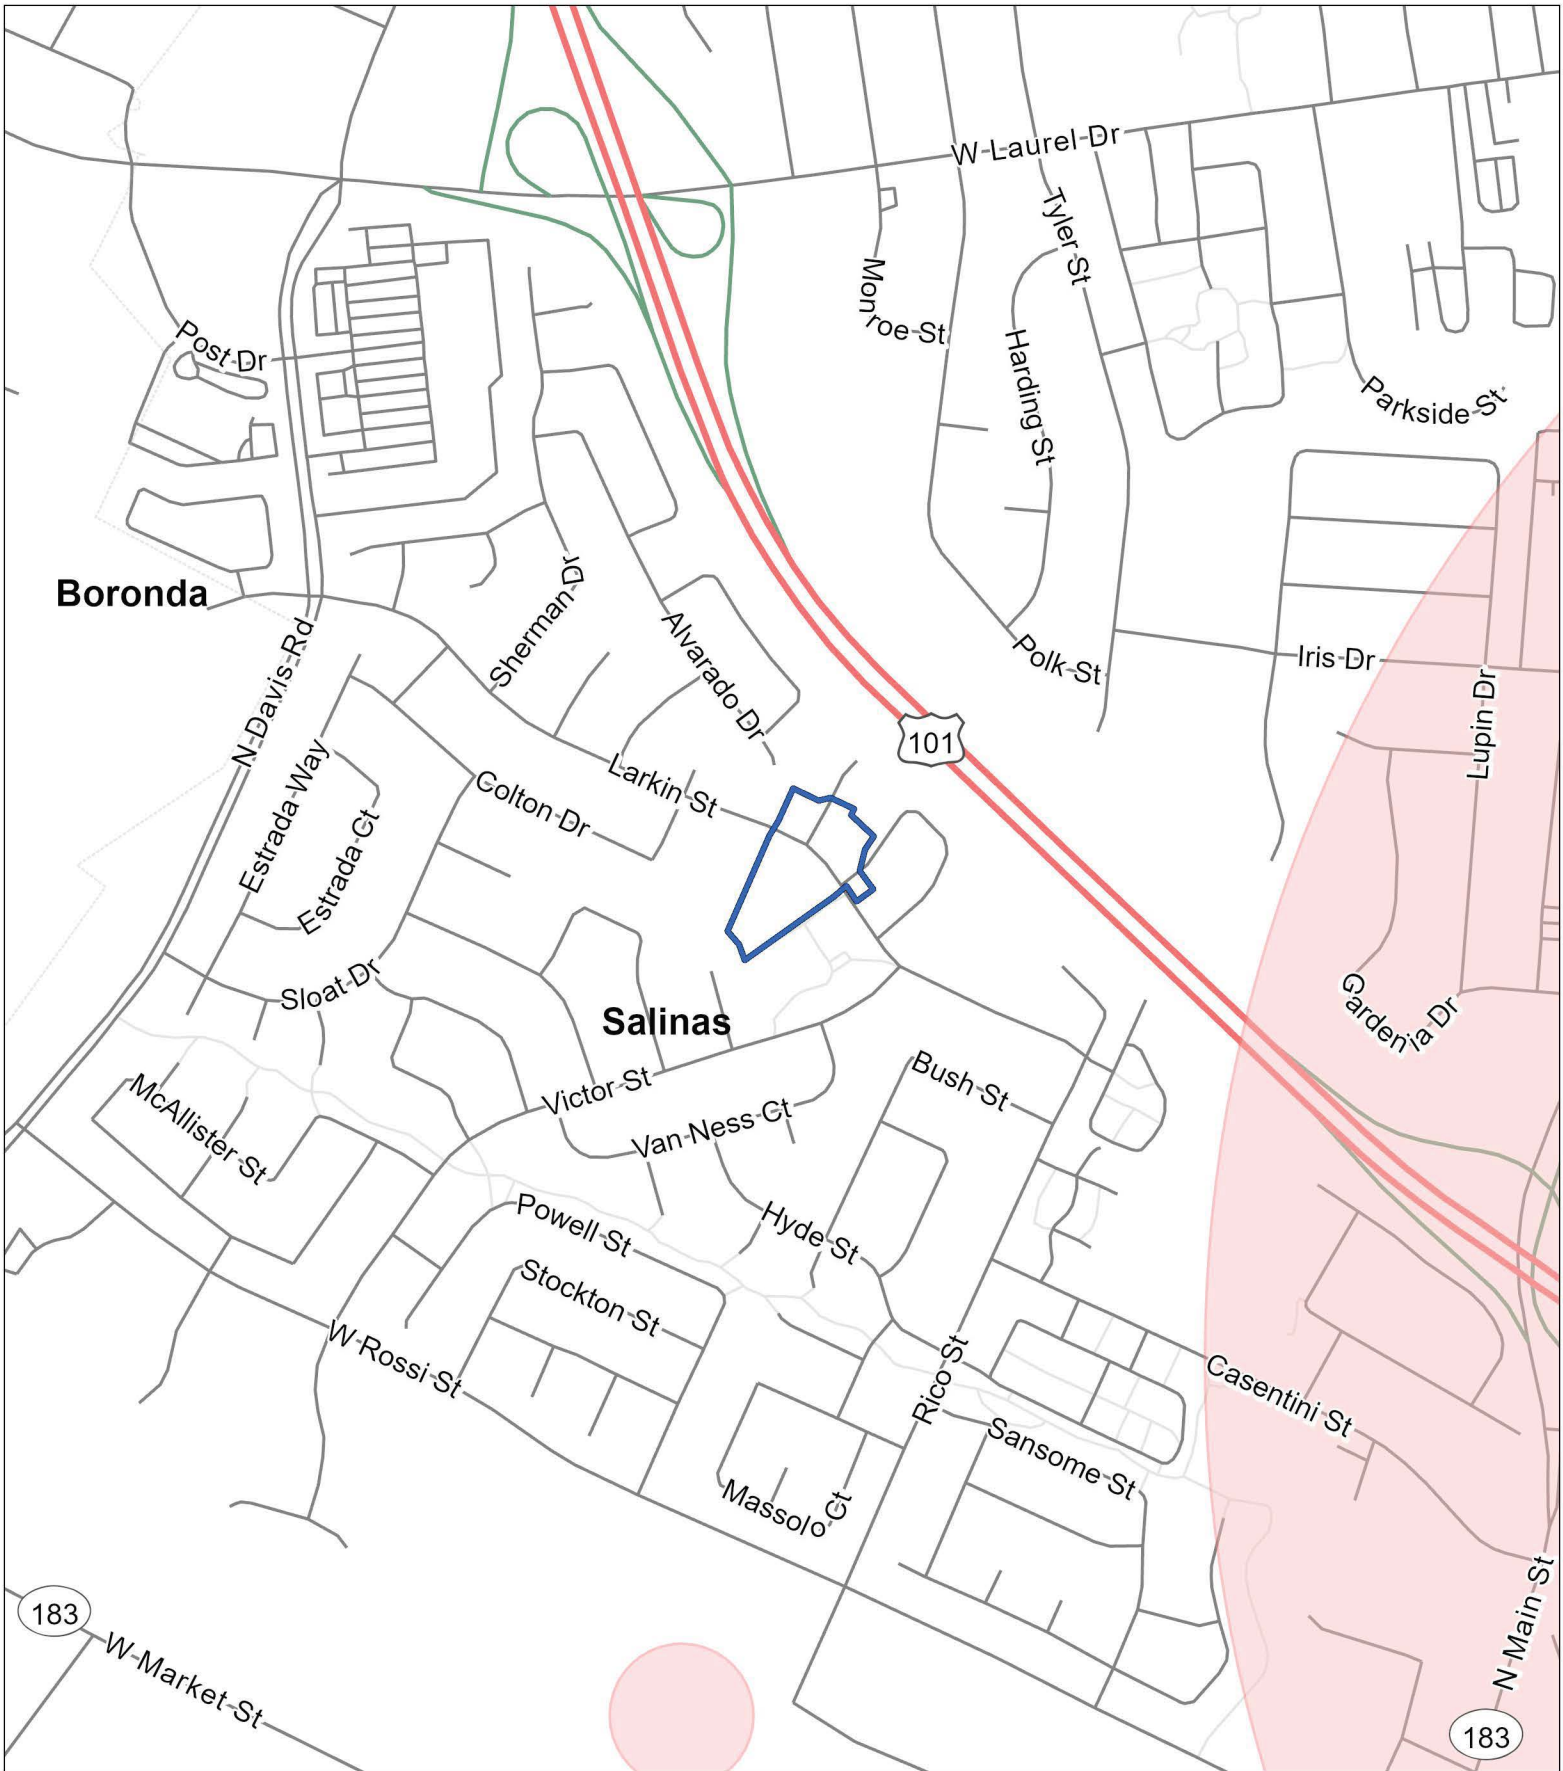 W Laurel Dr
Tyler St
Monroe St
Post Dr
Harding St
Parkside St
Boronda
Sherman Dr
Alvarado Dr
Polk St
Iris Dr
N Davis Rd
Lupin Dr
101
Estrada Way
Larkin St
Colton Dr
Estrada Ct
Sloat Dr
Gardenia Dr
Salinas
Bush St
Victor St
McAllister St
Van Ness Ct
Powell St
Hyde St
Stockton St
W Rossi St
Rico St
Casentini St
Sansome St
Massolo Ct
183
W Market St
N Main St
183